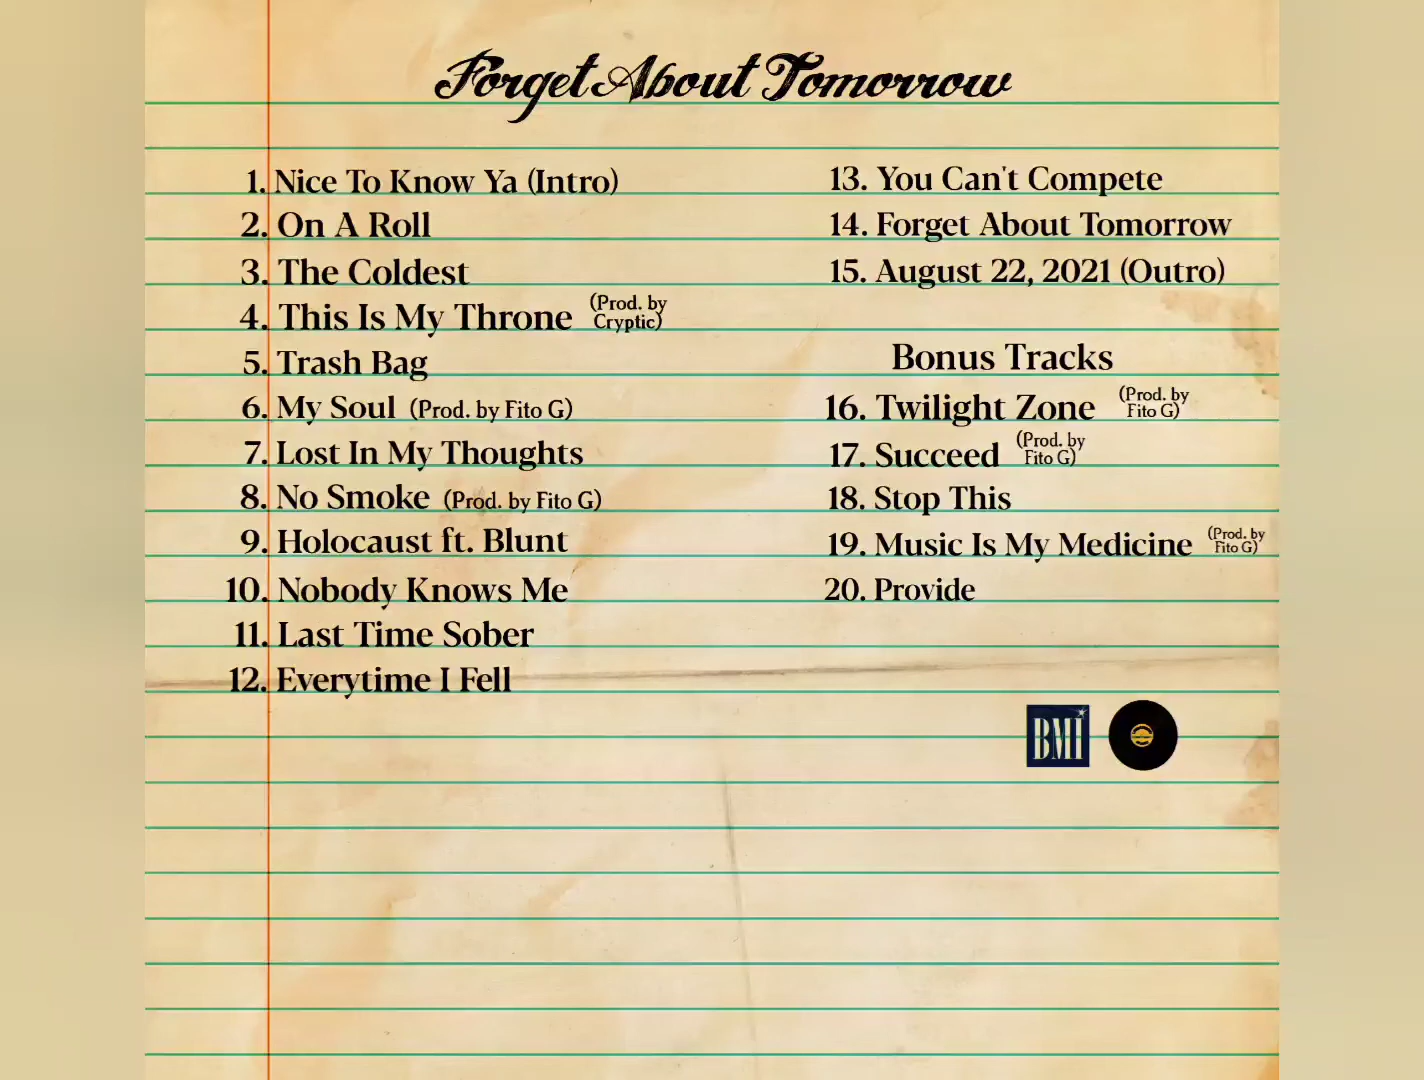 Forget About Tomorrow
1. Nice To Know Ya (Intro)
2. On A Roll
3. The Coldest
4. This Is My Throne (Prod. by
Cryptic)
5. Trash Bag
6. My Soul (Prod. by Fito G)
7. Lost In My Thoughts
8. No Smoke (Prod. by Fito G)
9. Holocaust ft. Blunt
10. Nobody Knows Me
11. Last Time Sober
12. Everytime I Fell
13. You Can't Compete
14. Forget About Tomorrow
15. August 22, 2021 (Outro)
Bonus Tracks
16. Twilight Zone (Prod. by
Fito G)
17. Succeed (Prod. by
Fito G)
18. Stop This
19. Music Is My Medicine (Prod. by
Fito G)
20. Provide
BMI